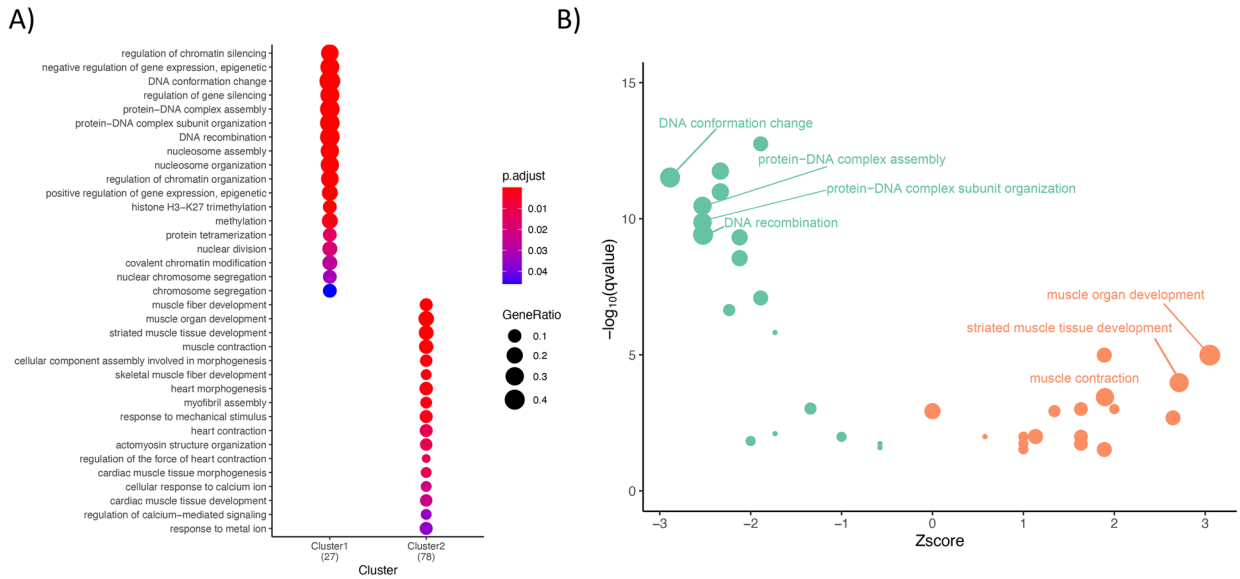 A)
regulation of chromatin silencing
negative regulation of gene expression, epigenetic
DNA conformation change
regulation of gene silencing
protein−DNA complex assembly
protein−DNA complex subunit organization
DNA recombination
nucleosome assembly
nucleosome organization
regulation of chromatin organization
positive regulation of gene expression, epigenetic
histone H3−K27 trimethylation
methylation
protein tetramerization
nuclear division
covalent chromatin modification
nuclear chromosome segregation
chromosome segregation
muscle fiber development
muscle organ development
striated muscle tissue development
muscle contraction
cellular component assembly involved in morphogenesis
skeletal muscle fiber development
heart morphogenesis
myofibril assembly
response to mechanical stimulus
heart contraction
actomyosin structure organization
regulation of the force of heart contraction
cardiac muscle tissue morphogenesis
cellular response to calcium ion
cardiac muscle tissue development
regulation of calcium−mediated signaling
response to metal ion
Cluster1
(27)
Cluster2
(78)
Cluster
p.adjust
0.01
0.02
0.03
0.04
GeneRatio
0.1
0.2
0.3
0.4
B)
−log10(qvalue)
15
10
5
0
DNA conformation change
protein−DNA complex assembly
protein−DNA complex subunit organization
DNA recombination
muscle organ development
striated muscle tissue development
muscle contraction
−3
−2
−1
0
1
2
3
Zscore